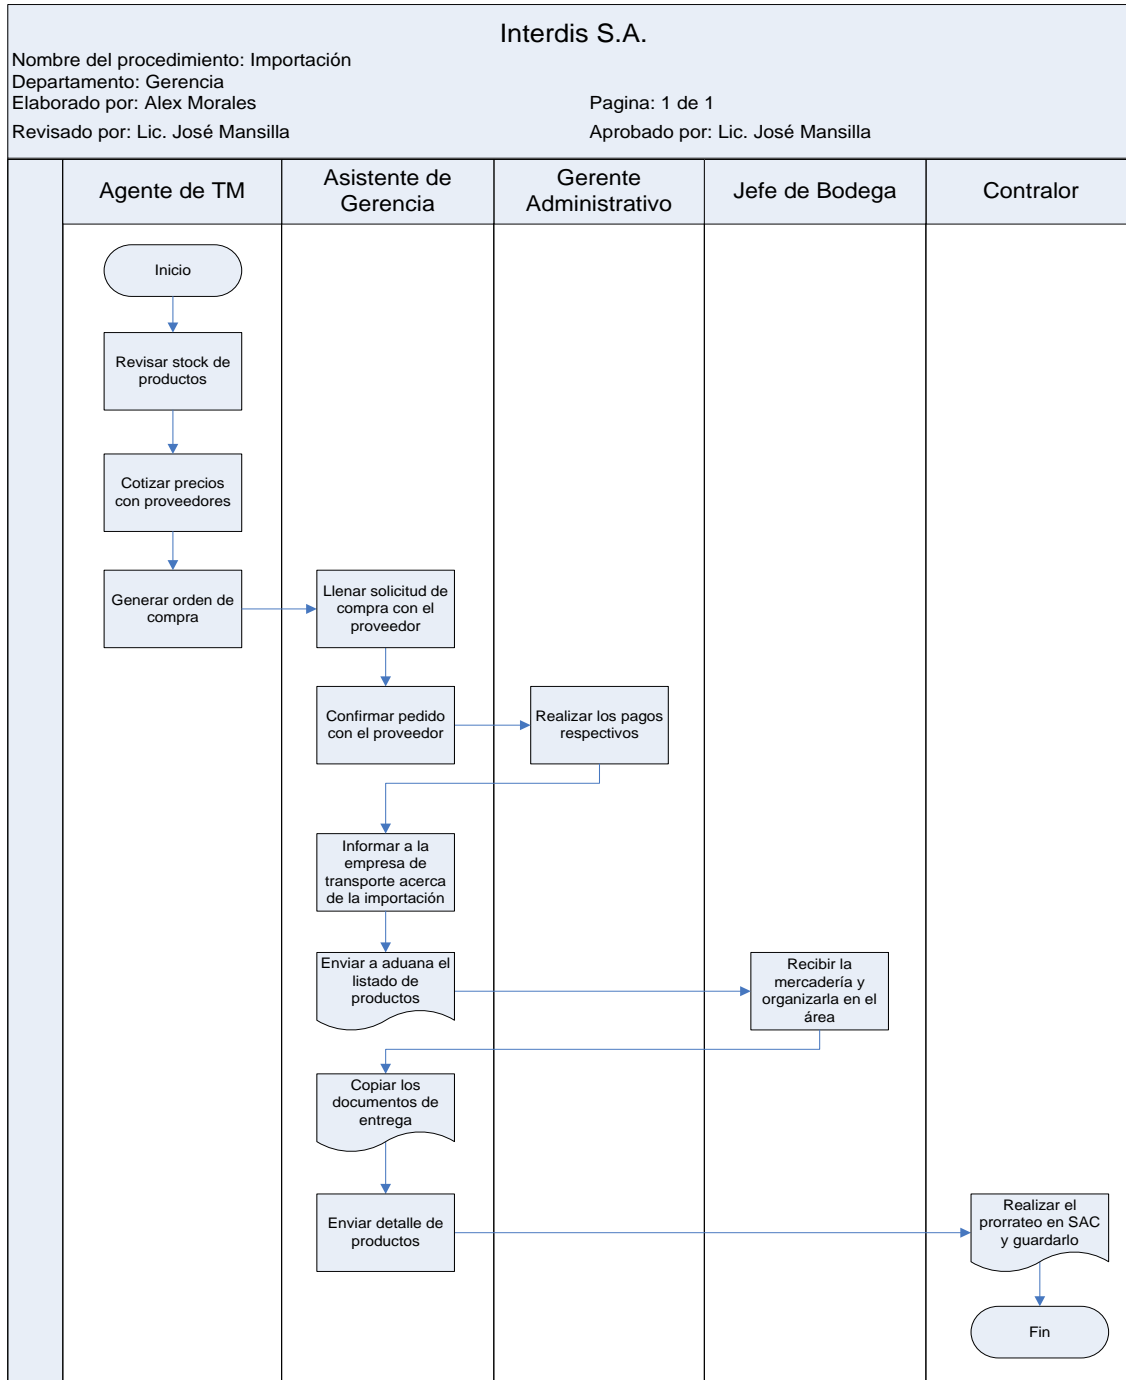 Interdis S.A.
Nombre del procedimiento: Importación
Departamento: Gerencia
Elaborado por: Alex Morales
Pagina: 1 de 1
Revisado por: Lic. José Mansilla
Aprobado por: Lic. José Mansilla
Agente de TM
Asistente de
Gerencia
Gerente
Administrativo
Jefe de Bodega
Contralor
Inicio
Revisar stock de
productos
Cotizar precios
con proveedores
Generar orden de
compra
Llenar solicitud de
compra con el
proveedor
Confirmar pedido
con el proveedor
Realizar los pagos
respectivos
Informar a la
empresa de
transporte acerca
de la importación
Enviar a aduana el
listado de
productos
Recibir la
mercadería y
organizarla en el
área
Copiar los
documentos de
entrega
Enviar detalle de
productos
Realizar el
prorrateo en SAC
y guardarlo
Fin